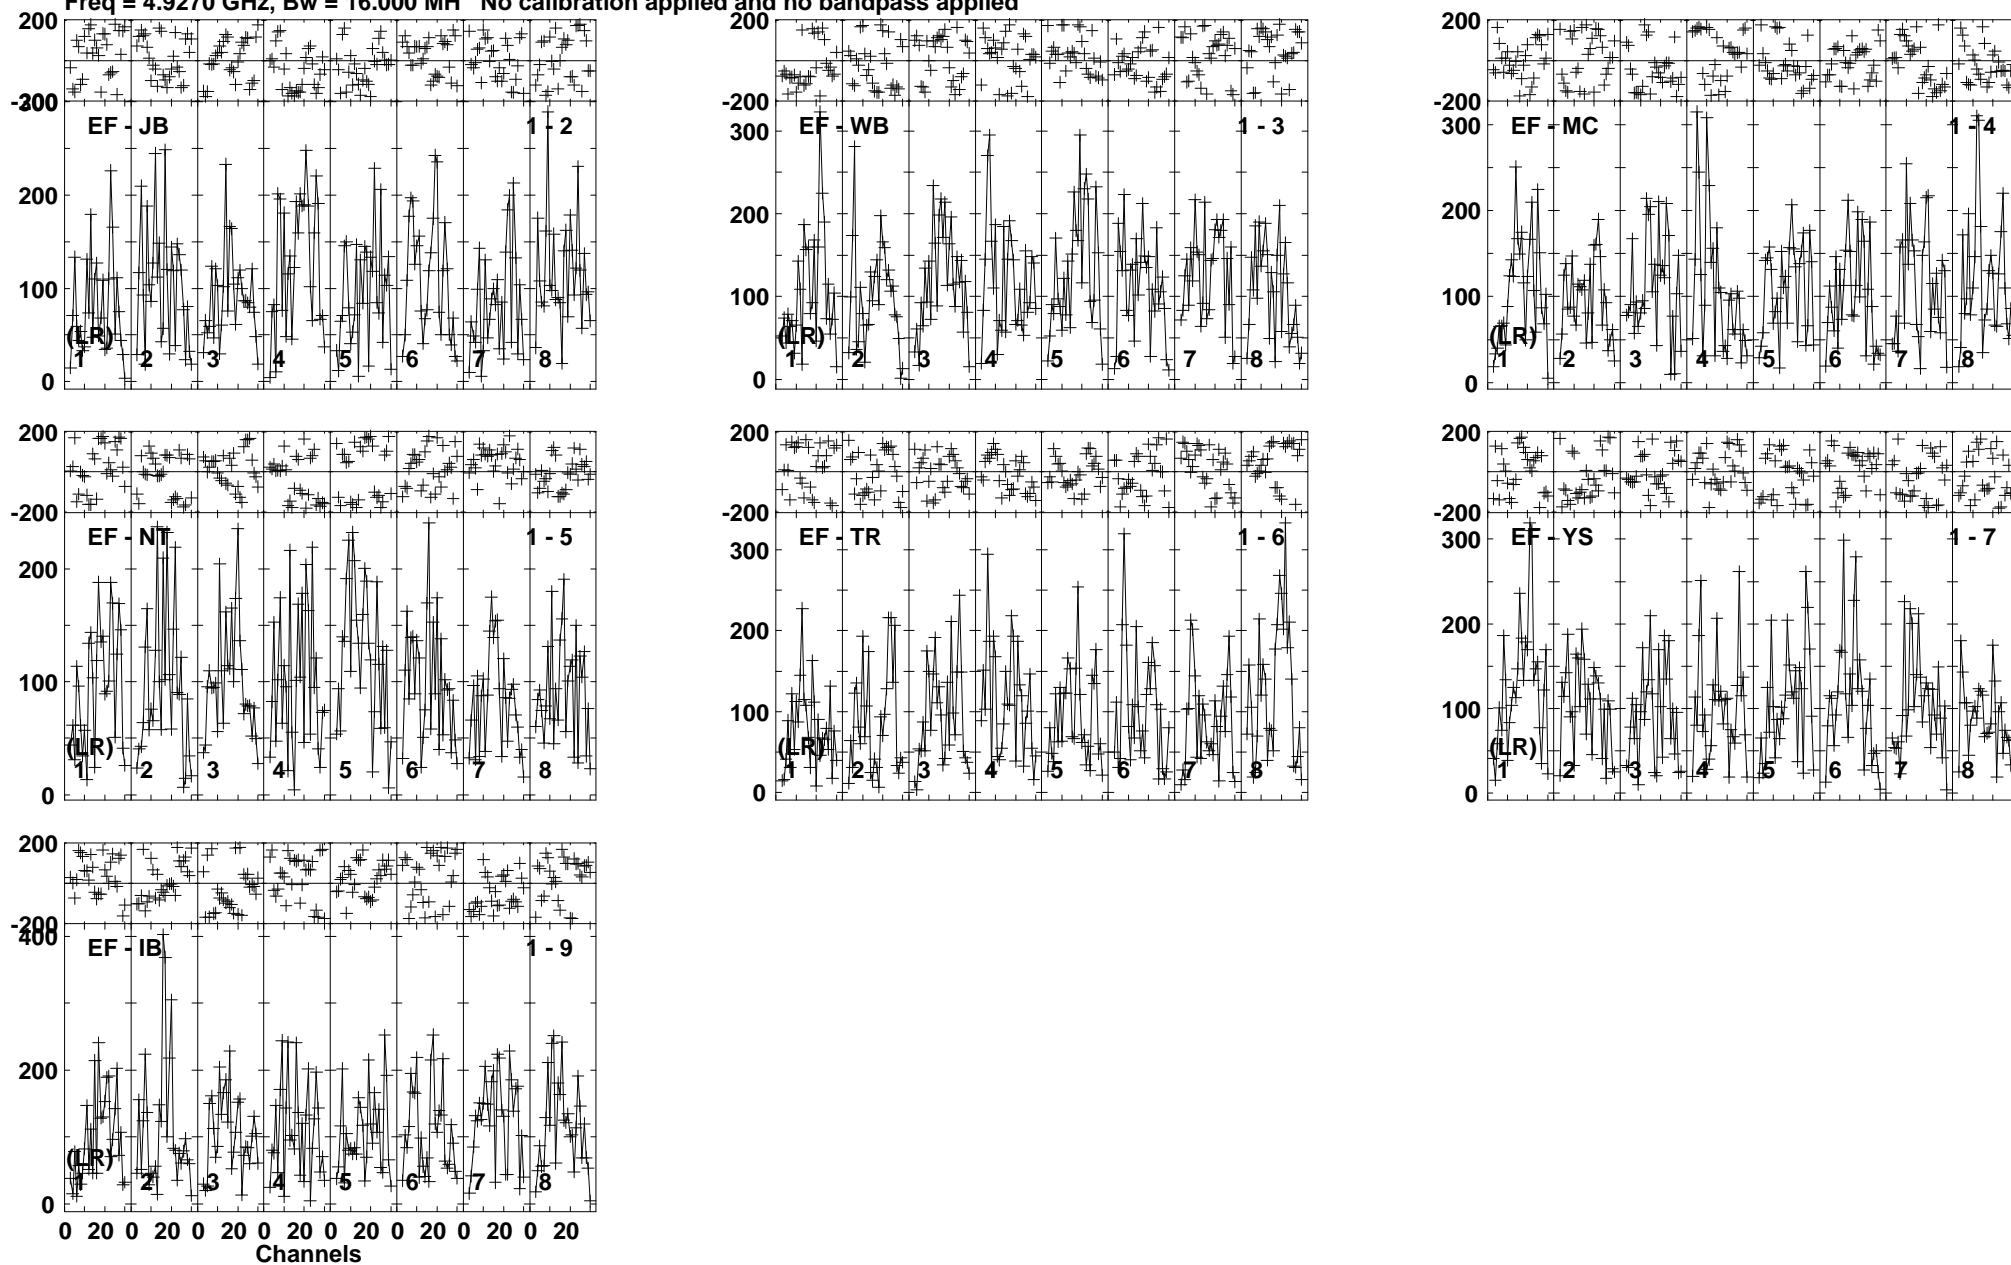 Freq = 4.9270 GHz, Bw = 16.000 MH No calibration applied and no bandpass applied
200 200 200
-200 -200 -200
300
EF - JB 1 - 2 EF - WB 1 - 3 EF - MC 1 - 4
300 300
200 200 200
100 100 100
(LR) (LR) (LR)
1 2 3 4 5 6 7 8 1 2 3 4 5 6 7 8 1 2 3 4 5 6 7 8
0 0 0
200 200 200
-200 -200 -200
EF - NT 1 - 5 EF - TR 1 - 6 EF - YS 1 - 7
300 300
200 200 200
100 100 100
(LR) (LR) (LR)
1 2 3 4 5 6 7 8 1 2 3 4 5 6 7 8 1 2 3 4 5 6 7 8
0 0 0
200
-200
400
EF - IB 1 - 9
200
(LR)
1 2 3 4 5 6 7 8
0
0 20 0 20 0 20 0 20 0 20 0 20 0 20 0 20
Channels